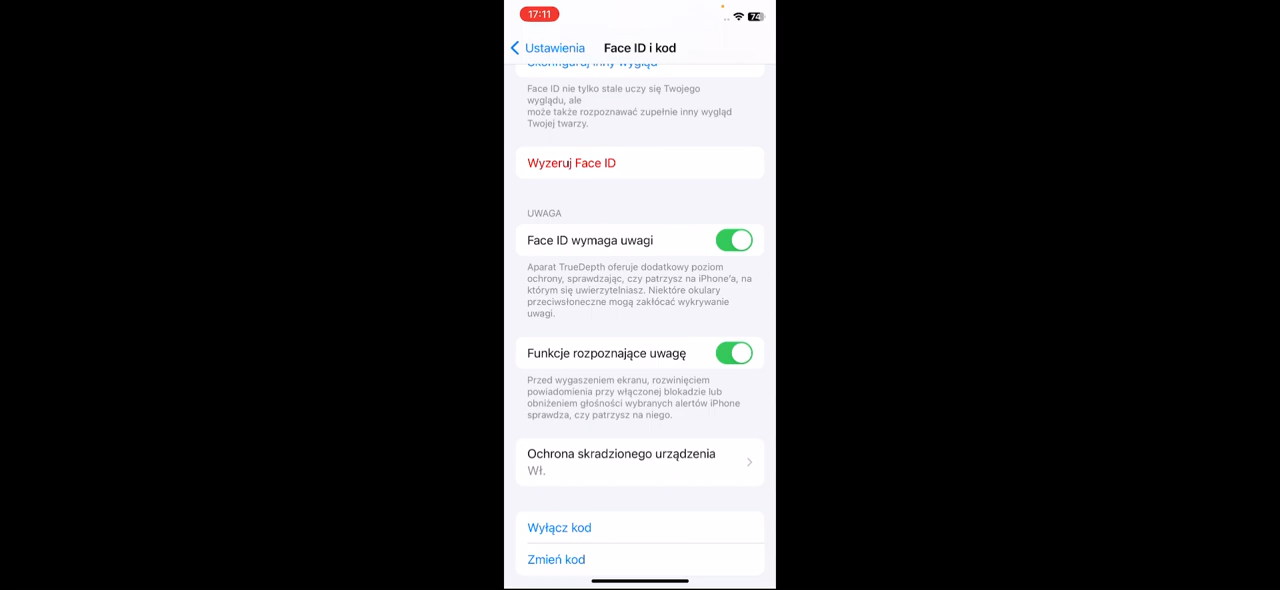 17:11
74
Ustawienia
Face ID i kod
Skonfiguruj inny wygląd
Face ID nie tylko stale uczy się Twojego
wyglądu, ale
może także rozpoznawać zupełnie inny wygląd
Twojej twarzy.
Wyzeruj Face ID
UWAGA
Face ID wymaga uwagi
Aparat TrueDepth oferuje dodatkowy poziom
ochrony, sprawdzając, czy patrzysz na iPhone'a, na
którym się uwierzytelniasz. Niektóre okulary
przeciwsłoneczne mogą zakłócać wykrywanie
uwagi.
Funkcje rozpoznające uwagę
Przed wygaszeniem ekranu, rozwinięciem
powiadomienia przy włączonej blokadzie lub
obniżeniem głośności wybranych alertów iPhone
sprawdza, czy patrzysz na niego.
Ochrona skradzionego urządzenia
Wł.
Wyłącz kod
Zmień kod